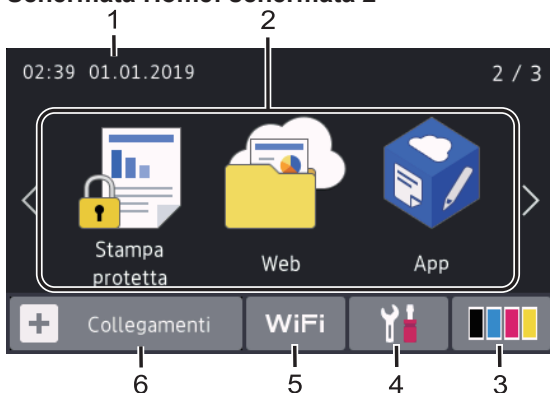 Schermata Home: schermata 2
1 2
02:39 01.01.2019 2 / 3
Stampa
protetta
Web
App
Collegamenti
WiFi
6 5 4 3